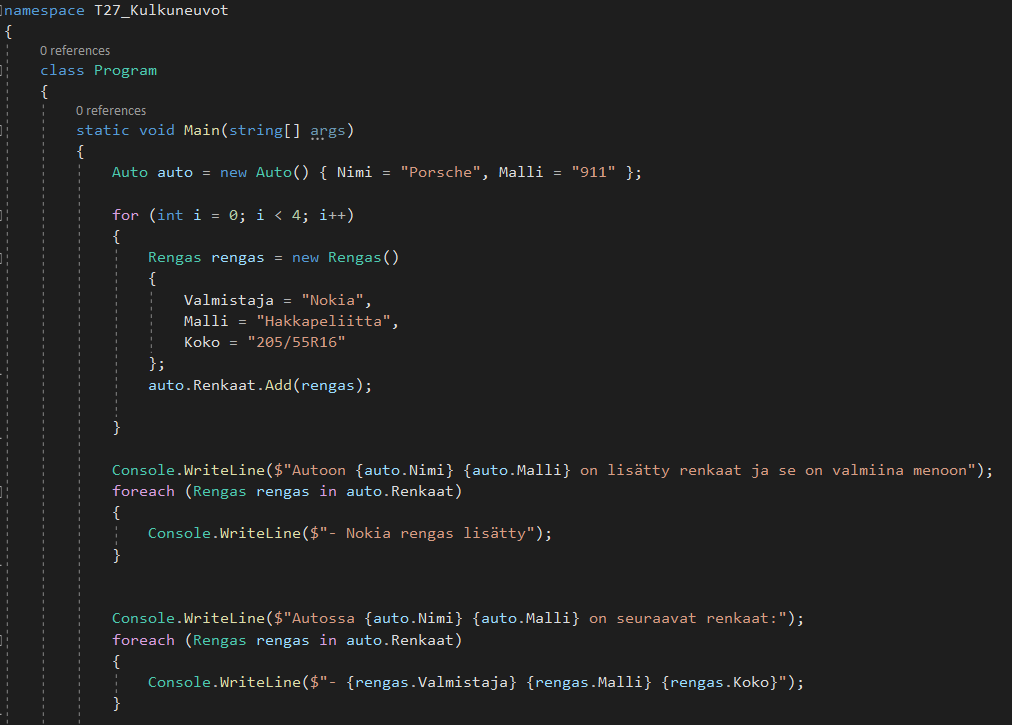 namespace T27_Kulkuneuvot
{
0 references
class Program
{
0 references
static void Main(string[] args)
{
Auto auto = new Auto() { Nimi = "Porsche", Malli = "911" };
for (int i = 0; i < 4; i++)
{
Rengas rengas = new Rengas()
{
Valmistaja = "Nokia",
Malli = "Hakkapeliitta",
Koko = "205/55R16"
};
auto.Renkaat.Add(rengas);
}
Console.WriteLine($"Autoon {auto.Nimi} {auto.Malli} on lisätty renkaat ja se on valmiina menoon");
foreach (Rengas rengas in auto.Renkaat)
{
Console.WriteLine($"- Nokia rengas lisätty");
}
Console.WriteLine($"Autossa {auto.Nimi} {auto.Malli} on seuraavat renkaat:");
foreach (Rengas rengas in auto.Renkaat)
{
Console.WriteLine($"- {rengas.Valmistaja} {rengas.Malli} {rengas.Koko}");
}